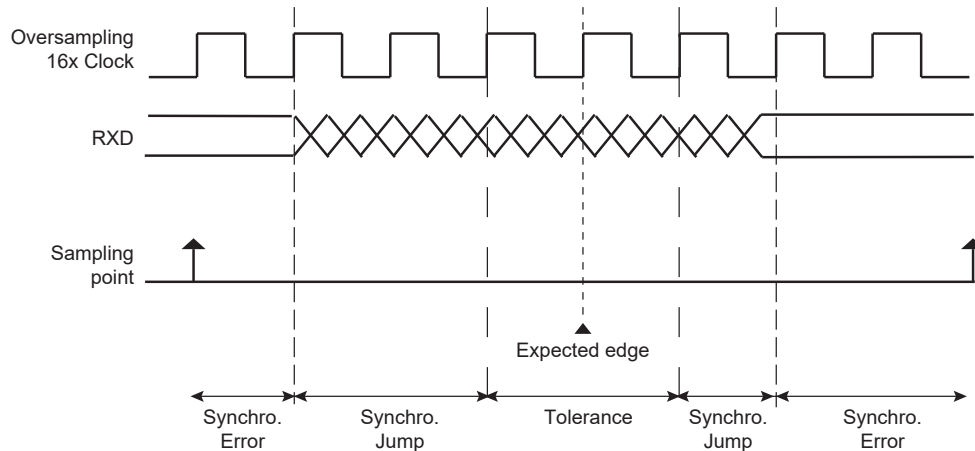 Oversampling
16x Clock
RXD
Sampling
point
Expected edge
Synchro.
Error
Synchro.
Jump
Tolerance
Synchro.
Jump
Synchro.
Error